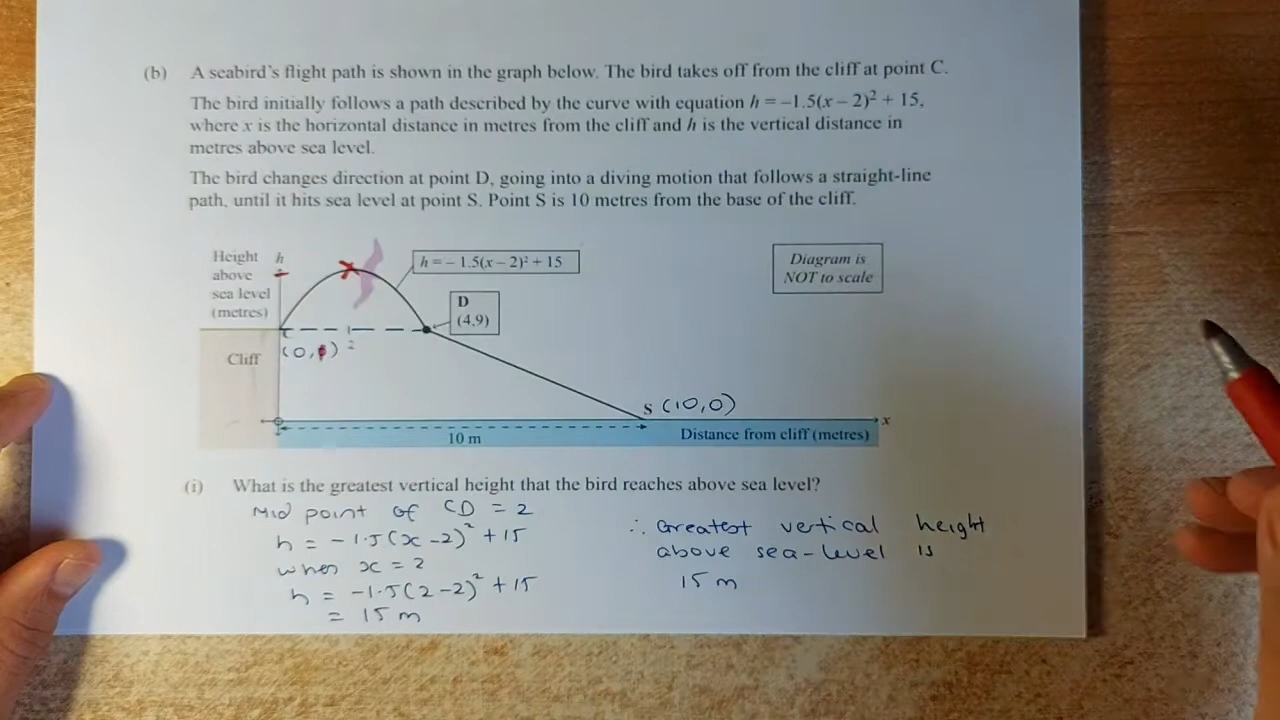 (b) A seabird's flight path is shown in the graph below. The bird takes off from the cliff at point C.
The bird initially follows a path described by the curve with equation h = –1.5(x – 2)² + 15,
where x is the horizontal distance in metres from the cliff and h is the vertical distance in
metres above sea level.
The bird changes direction at point D, going into a diving motion that follows a straight-line
path, until it hits sea level at point S. Point S is 10 metres from the base of the cliff.
Height h
above
sea level
(metres)
h = – 1.5(x – 2)² + 15
Diagram is
NOT to scale
D
(4,9)
C
2
Cliff
S (10,0)
x
10 m
Distance from cliff (metres)
(i) What is the greatest vertical height that the bird reaches above sea level?
Mid point of CD = 2
h = -1.5(x-2)² + 15
when x = 2
h = -1.5(2-2)² + 15
= 15 m
∴ Greatest vertical height
above sea-level is
15 m